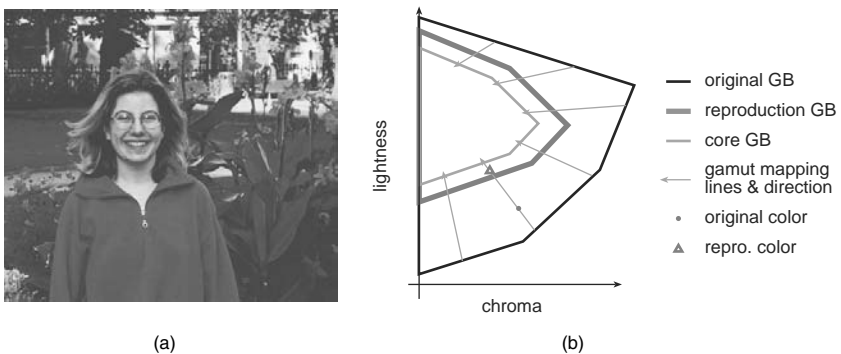 lightness
chroma
original GB
reproduction GB
core GB
gamut mapping
lines & direction
original color
repro. color
(a)
(b)